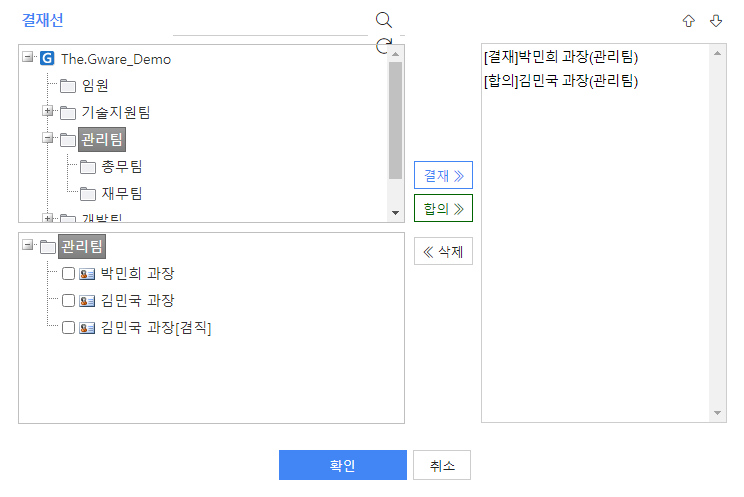 결재선
The.Gware_Demo
임원
기술지원팀
관리팀
총무팀
재무팀
개발팀
관리팀
박민희 과장
김민국 과장
김민국 과장[겸직]
결재
합의
삭제
[결재]박민희 과장(관리팀)
[합의]김민국 과장(관리팀)
확인
취소